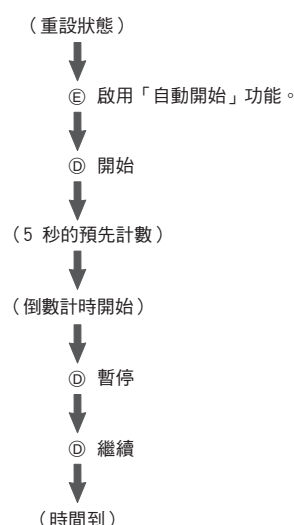 （重設狀態）
Ⓔ 啟用「自動開始」功能。
Ⓓ 開始
（5 秒的預先計數）
（倒數計時開始）
Ⓓ 暫停
Ⓓ 繼續
（時間到）